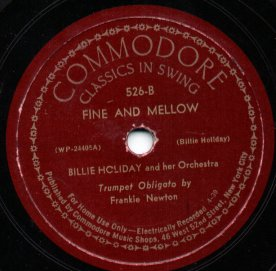 COMMODORE
CLASSICS IN SWING
526-B
FINE AND MELLOW
(WP-24405A) (Billie Holiday)
BILLIE HOLIDAY and her Orchestra
Trumpet Obligato by
Frankie Newton
For Home Use Only—Electrically Recorded. A-20
Published by Commodore Music Shops, 46 West 52nd Street, New York City